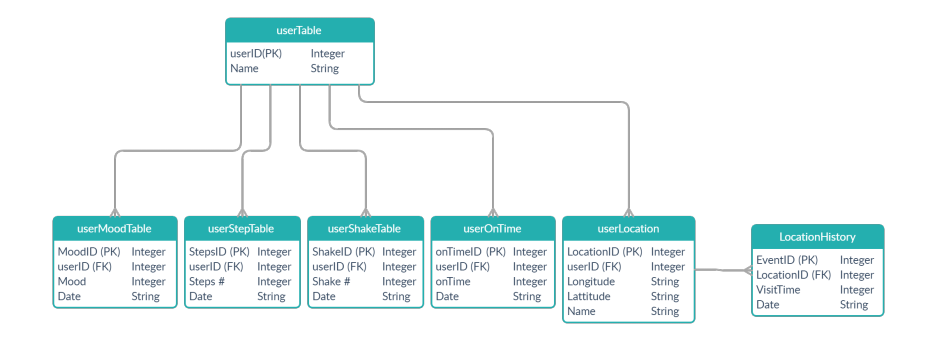 userTable
userID(PK) Integer
Name String
userMoodTable
MoodID (PK) Integer
userID (FK) Integer
Mood Integer
Date String
userStepTable
StepsID (PK) Integer
userID (FK) Integer
Steps # Integer
Date String
userShakeTable
ShakeID (PK) Integer
userID (FK) Integer
Shake # Integer
Date String
userOnTime
onTimeID (PK) Integer
userID (FK) Integer
onTime Integer
Date String
userLocation
LocationID (PK) Integer
userID (FK) Integer
Longitude String
Lattitude String
Name String
LocationHistory
EventID (PK) Integer
LocationID (FK) Integer
VisitTime Integer
Date String